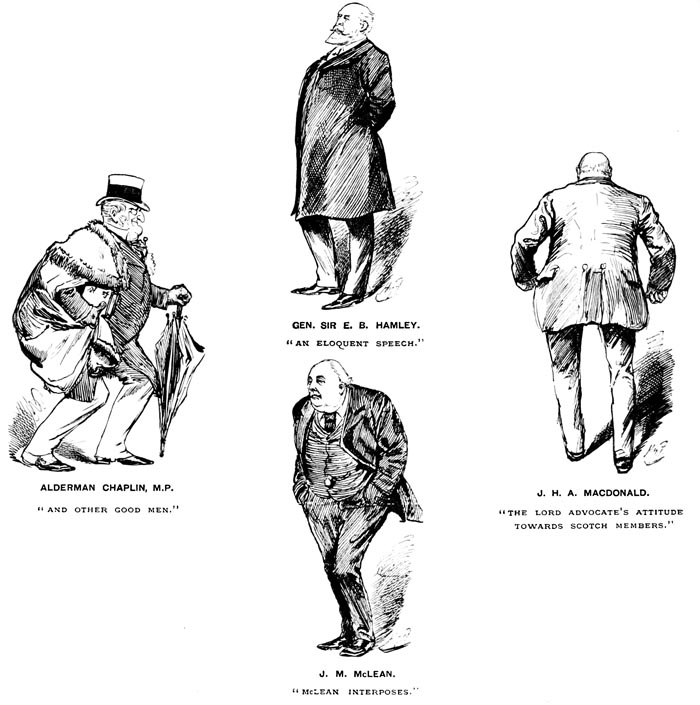 GEN. SIR E. B. HAMLEY.
"AN ELOQUENT SPEECH."
ALDERMAN CHAPLIN, M.P.
"AND OTHER GOOD MEN."
J. H. A. MACDONALD.
"THE LORD ADVOCATE'S ATTITUDE
TOWARDS SCOTCH MEMBERS."
J. M. McLEAN.
"McLEAN INTERPOSES."